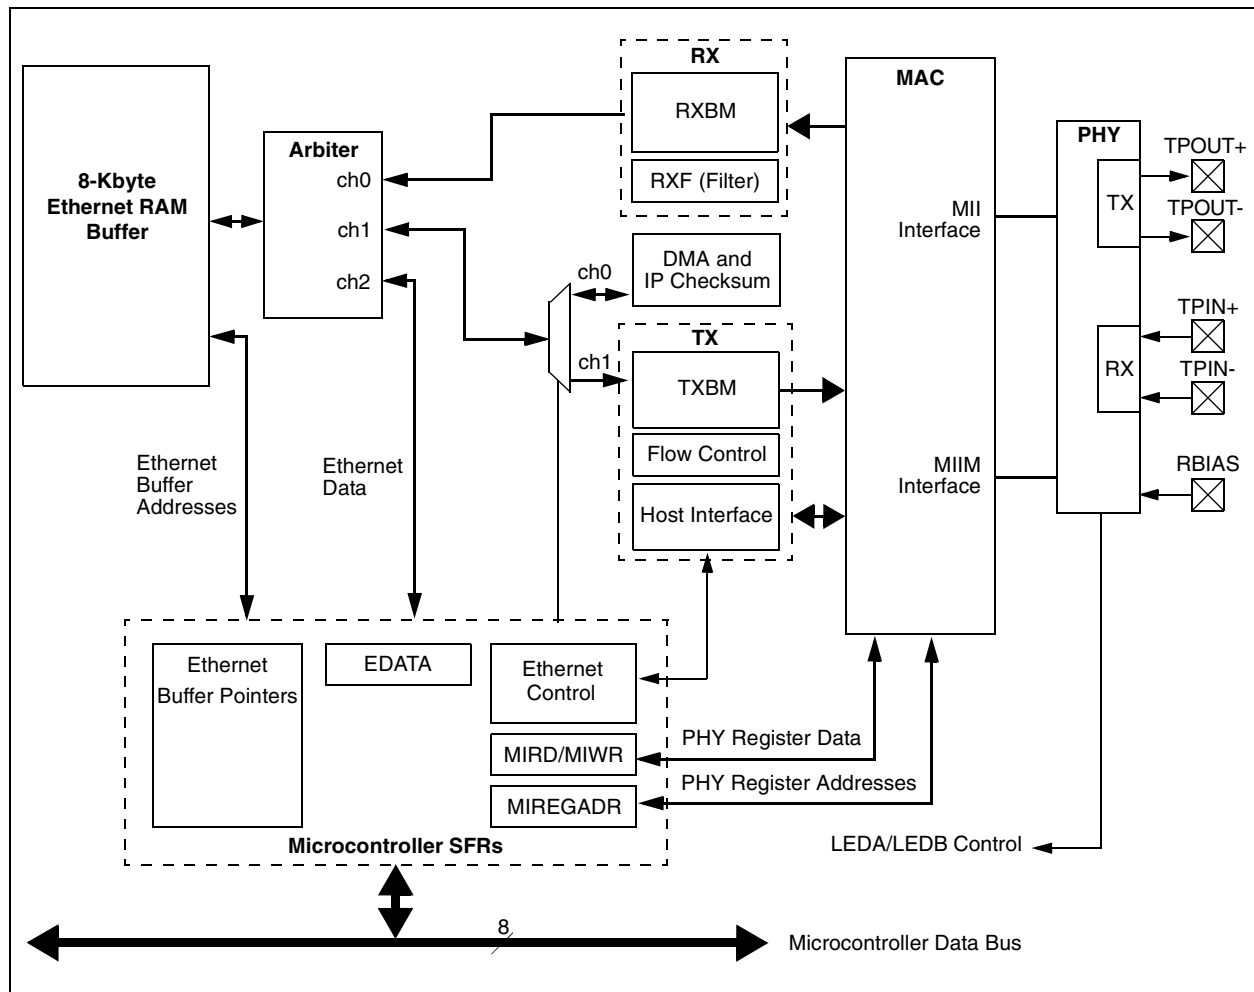 8-Kbyte
Ethernet RAM
Buffer
Arbiter
ch0
ch1
ch2
RX
RXBM
RXF (Filter)
DMA and
IP Checksum
ch0
ch1
TX
TXBM
Flow Control
Host Interface
MAC
MII
Interface
MIIM
Interface
PHY
TX
RX
TPOUT+
TPOUT-
TPIN+
TPIN-
RBIAS
Ethernet
Buffer
Addresses
Ethernet
Data
Ethernet
Buffer Pointers
EDATA
Ethernet
Control
MIRD/MIWR
MIREGADR
Microcontroller SFRs
PHY Register Data
PHY Register Addresses
LEDA/LEDB Control
8
Microcontroller Data Bus